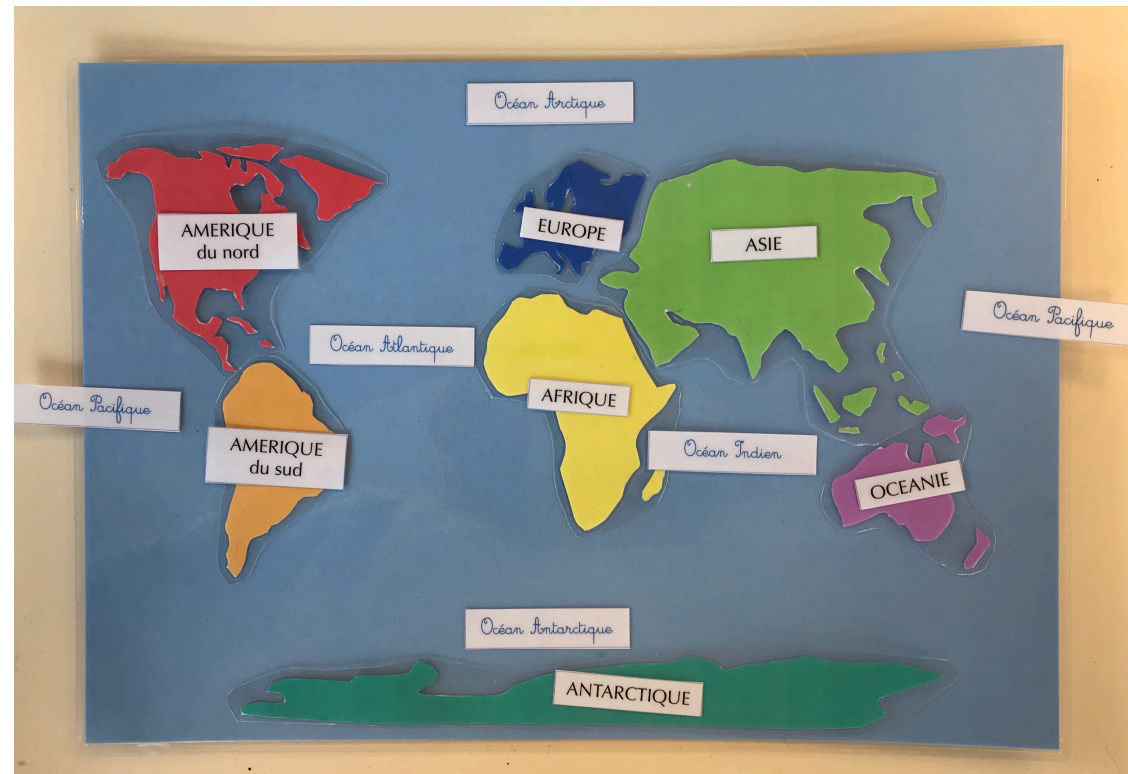 Océan Arctique
AMERIQUE
du nord
EUROPE
ASIE
Océan Pacifique
Océan Atlantique
Océan Pacifique
AFRIQUE
AMERIQUE
du sud
Océan Indien
OCEANIE
Océan Antarctique
ANTARCTIQUE